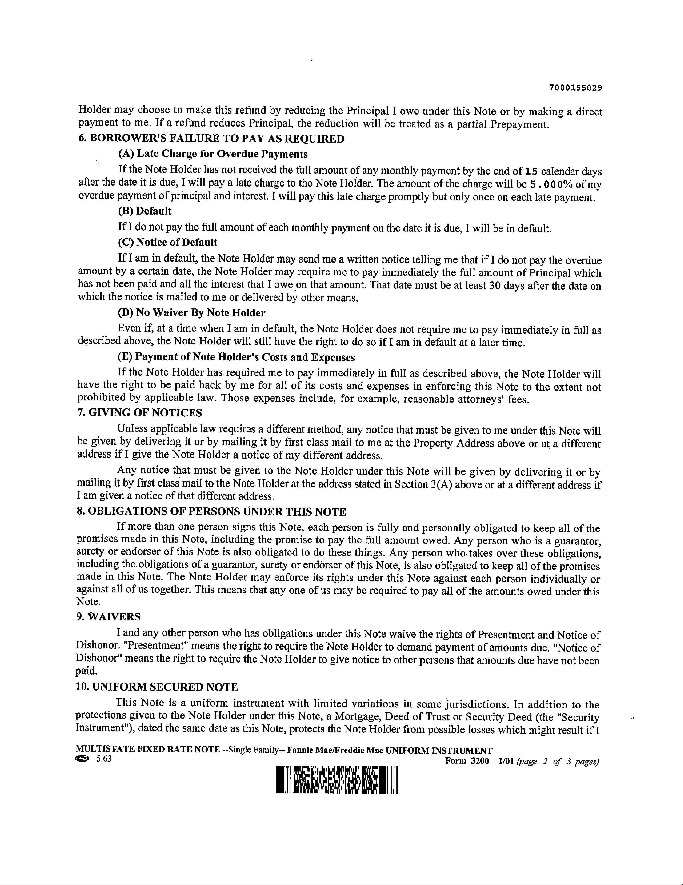 7000155029
Holder may choose to make this refund by reducing the Principal I owe under this Note or by making a direct
payment to me. If a refund reduces Principal, the reduction will be treated as a partial Prepayment.
6. BORROWER'S FAILURE TO PAY AS REQUIRED
(A) Late Charge for Overdue Payments
If the Note Holder has not received the full amount of any monthly payment by the end of 15 calendar days
after the date it is due, I will pay a late charge to the Note Holder. The amount of the charge will be 5.000% of my
overdue payment of principal and interest. I will pay this late charge promptly but only once on each late payment.
(B) Default
If I do not pay the full amount of each monthly payment on the date it is due, I will be in default.
(C) Notice of Default
If I am in default, the Note Holder may send me a written notice telling me that if I do not pay the overdue
amount by a certain date, the Note Holder may require me to pay immediately the full amount of Principal which
has not been paid and all the interest that I owe on that amount. That date must be at least 30 days after the date on
which the notice is mailed to me or delivered by other means.
(D) No Waiver By Note Holder
Even if, at a time when I am in default, the Note Holder does not require me to pay immediately in full as
described above, the Note Holder will still have the right to do so if I am in default at a later time.
(E) Payment of Note Holder's Costs and Expenses
If the Note Holder has required me to pay immediately in full as described above, the Note Holder will
have the right to be paid back by me for all of its costs and expenses in enforcing this Note to the extent not
prohibited by applicable law. Those expenses include, for example, reasonable attorneys' fees.
7. GIVING OF NOTICES
Unless applicable law requires a different method, any notice that must be given to me under this Note will
be given by delivering it or by mailing it by first class mail to me at the Property Address above or at a different
address if I give the Note Holder a notice of my different address.
Any notice that must be given to the Note Holder under this Note will be given by delivering it or by
mailing it by first class mail to the Note Holder at the address stated in Section 3(A) above or at a different address if
I am given a notice of that different address.
8. OBLIGATIONS OF PERSONS UNDER THIS NOTE
If more than one person signs this Note, each person is fully and personally obligated to keep all of the
promises made in this Note, including the promise to pay the full amount owed. Any person who is a guarantor,
surety or endorser of this Note is also obligated to do these things. Any person who takes over these obligations,
including the obligations of a guarantor, surety or endorser of this Note, is also obligated to keep all of the promises
made in this Note. The Note Holder may enforce its rights under this Note against each person individually or
against all of us together. This means that any one of us may be required to pay all of the amounts owed under this
Note.
9. WAIVERS
I and any other person who has obligations under this Note waive the rights of Presentment and Notice of
Dishonor. "Presentment" means the right to require the Note Holder to demand payment of amounts due. "Notice of
Dishonor" means the right to require the Note Holder to give notice to other persons that amounts due have not been
paid.
10. UNIFORM SECURED NOTE
This Note is a uniform instrument with limited variations in some jurisdictions. In addition to the
protections given to the Note Holder under this Note, a Mortgage, Deed of Trust or Security Deed (the "Security
Instrument"), dated the same date as this Note, protects the Note Holder from possible losses which might result if I
MULTISTATE FIXED RATE NOTE--Single Family--Fannie Mae/Freddie Mac UNIFORM INSTRUMENT
5.63 Form 3200 1/01 (page 2 of 3 pages)